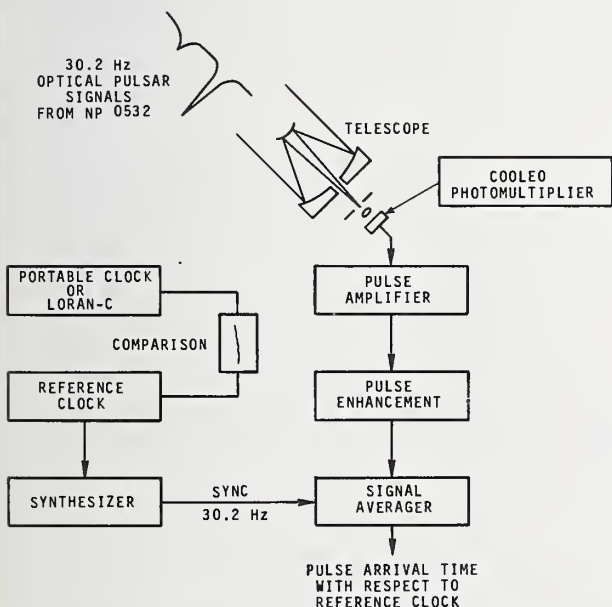 30.2 Hz
OPTICAL PULSAR
SIGNALS
FROM NP 0532
TELESCOPE
COOLEO
PHOTOMULTIPLIER
PORTABLE CLOCK
OR
LORAN-C
PULSE
AMPLIFIER
COMPARISON
REFERENCE
CLOCK
PULSE
ENHANCEMENT
SYNTHESIZER
SYNC
30.2 Hz
SIGNAL
AVERAGER
PULSE ARRIVAL TIME
WITH RESPECT TO
REFERENCE CLOCK